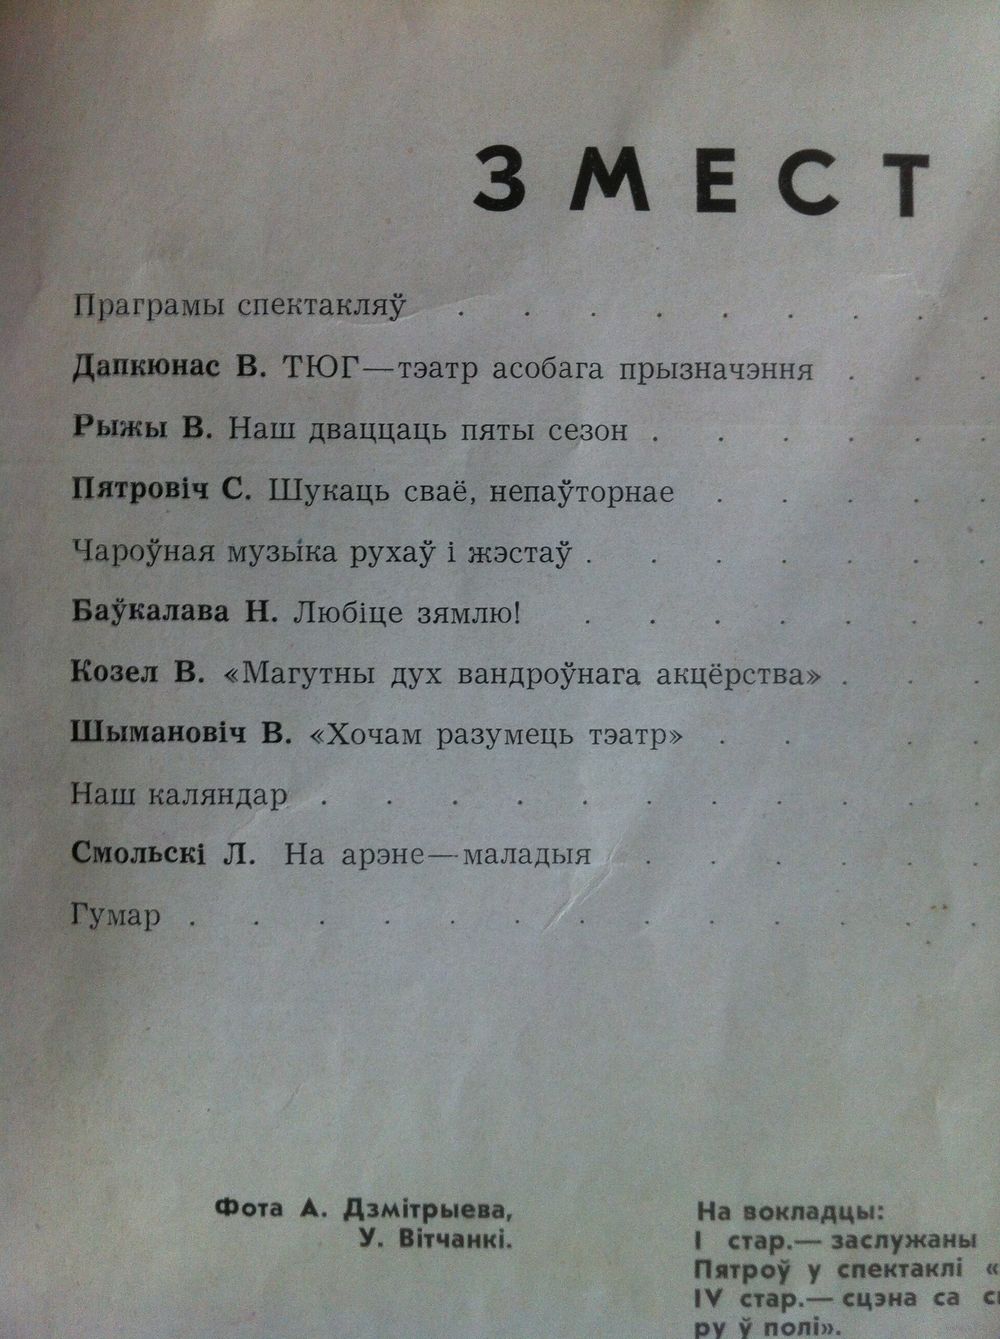 ЗМЕСТ
Праграмы спектакляў . . . . . . . . .
Дапкюнас В. ТЮГ—тэатр асобага прызначэння . . .
Рыжы В. Наш дваццаць пяты сезон . . . . . .
Пятровіч С. Шукаць сваё, непаўторнае . . . . .
Чароўная музыка рухаў і жэстаў . . . . . . .
Баўкалава Н. Любіце зямлю! . . . . . . .
Козел В. «Магутны дух вандроўнага акцёрства» . . .
Шымановіч В. «Хочам разумець тэатр» . . . .
Наш каляндар . . . . . . . . . . .
Смольскі Л. На арэне—маладыя . . . . . .
Гумар . . . . . . . . . . . . .
Фота А. Дзмітрыева,
У. Вітчанкі.
На вокладцы:
I стар.— заслужаны
Пятроў у спектаклі «
IV стар.— сцэна са
ру ў полі».